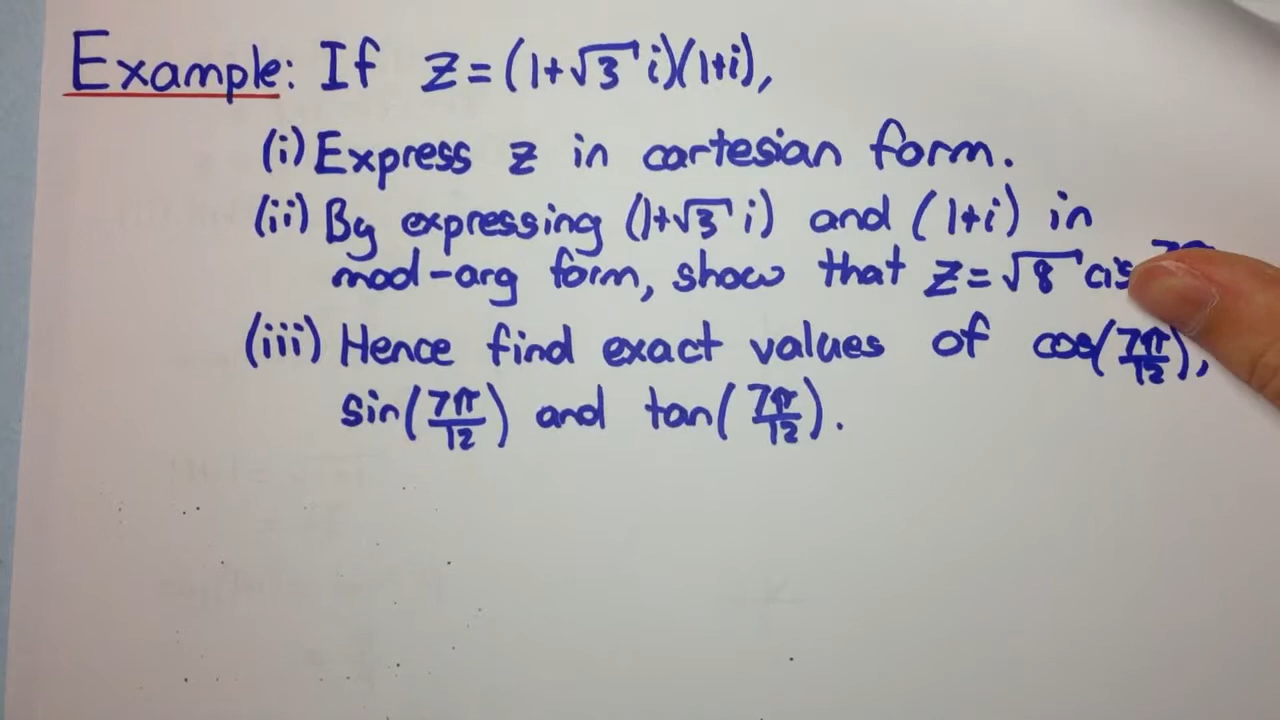 Example: If z=(1+√3 i)(1+i),
(i) Express z in cartesian form.
(ii) By expressing (1+√3 i) and (1+i) in
mod-arg form, show that z=√8 cis
(iii) Hence find exact values of cos(7π/12),
sin(7π/12) and tan(7π/12).